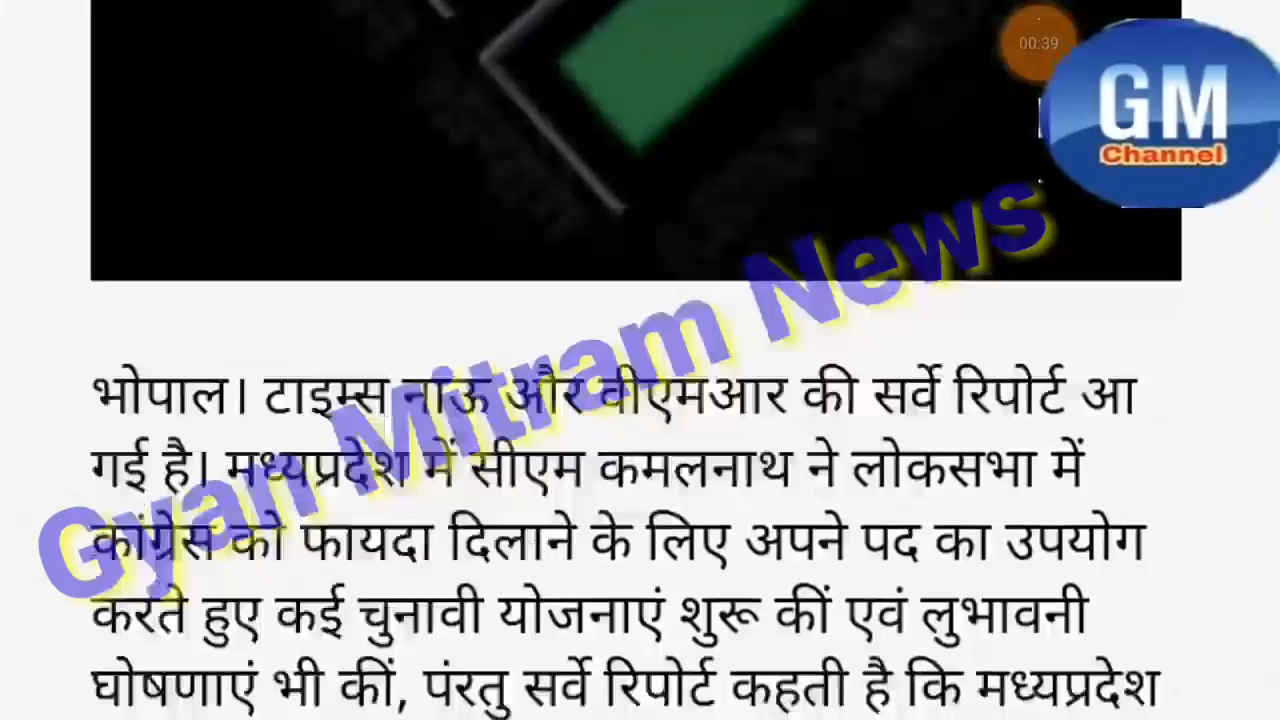 00:39
GM
Channel
Gyan Mitram News
भोपाल। टाइम्स नाऊ और वीएमआर की सर्वे रिपोर्ट आ
गई है। मध्यप्रदेश में सीएम कमलनाथ ने लोकसभा में
कांग्रेस को फायदा दिलाने के लिए अपने पद का उपयोग
करते हुए कई चुनावी योजनाएं शुरू कीं एवं लुभावनी
घोषणाएं भी कीं, पंरतु सर्वे रिपोर्ट कहती है कि मध्यप्रदेश